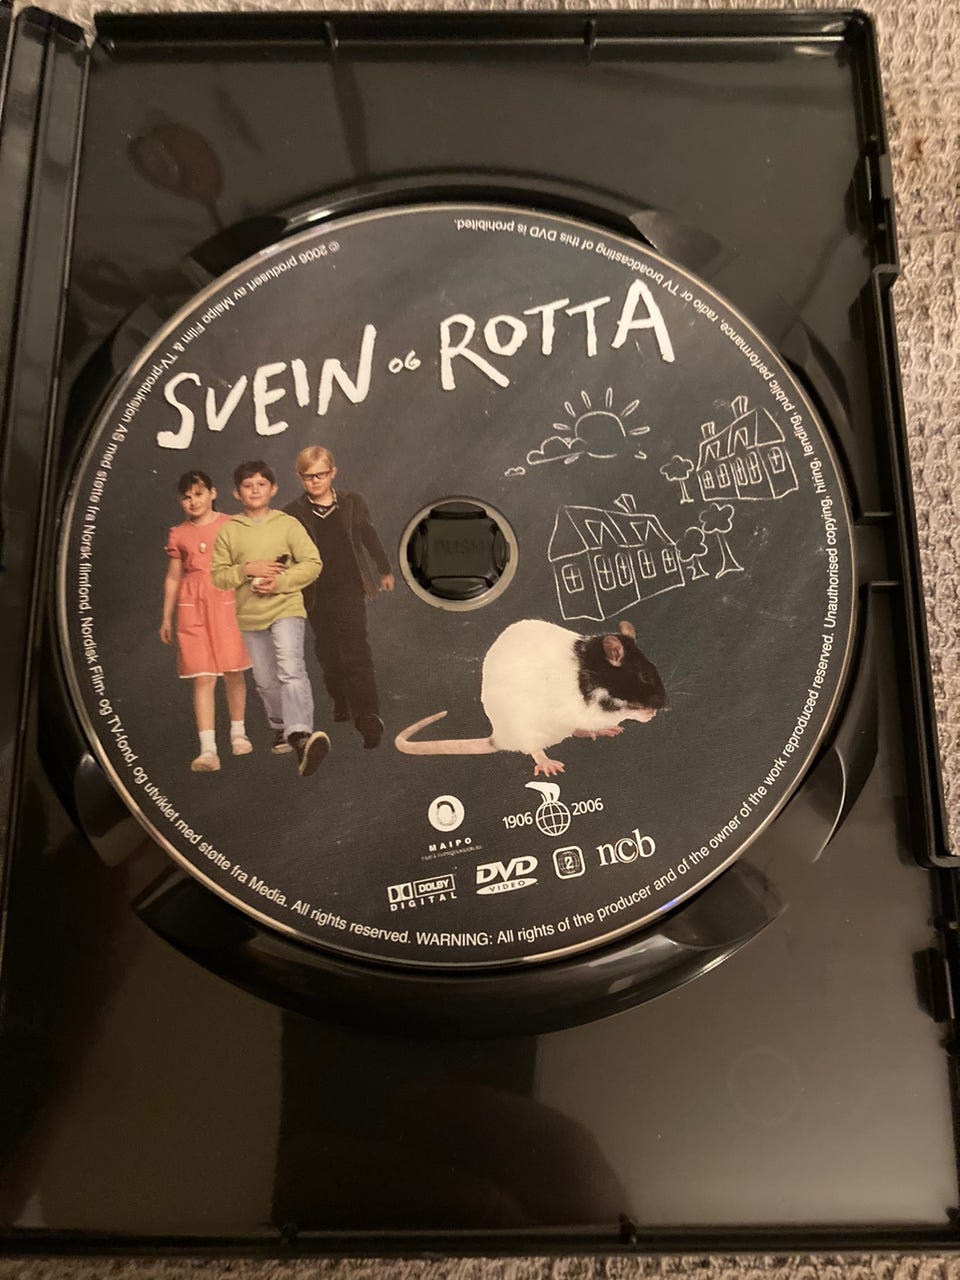 SVEIN OG ROTTA
MAIPO
1906 2006
DOLBY
DIGITAL
DVD
VIDEO
2
ncb
© 2006 produsert av Maipo Film & TV-produksjon AS med støtte fra Norsk filmfond, Nordisk Film- og TV-fond, og utviklet med støtte fra Media. All rights reserved. WARNING: All rights of the producer and of the owner of the work reproduced reserved. Unauthorised copying, hiring, lending, public performance, radio or TV broadcasting of this DVD is prohibited.